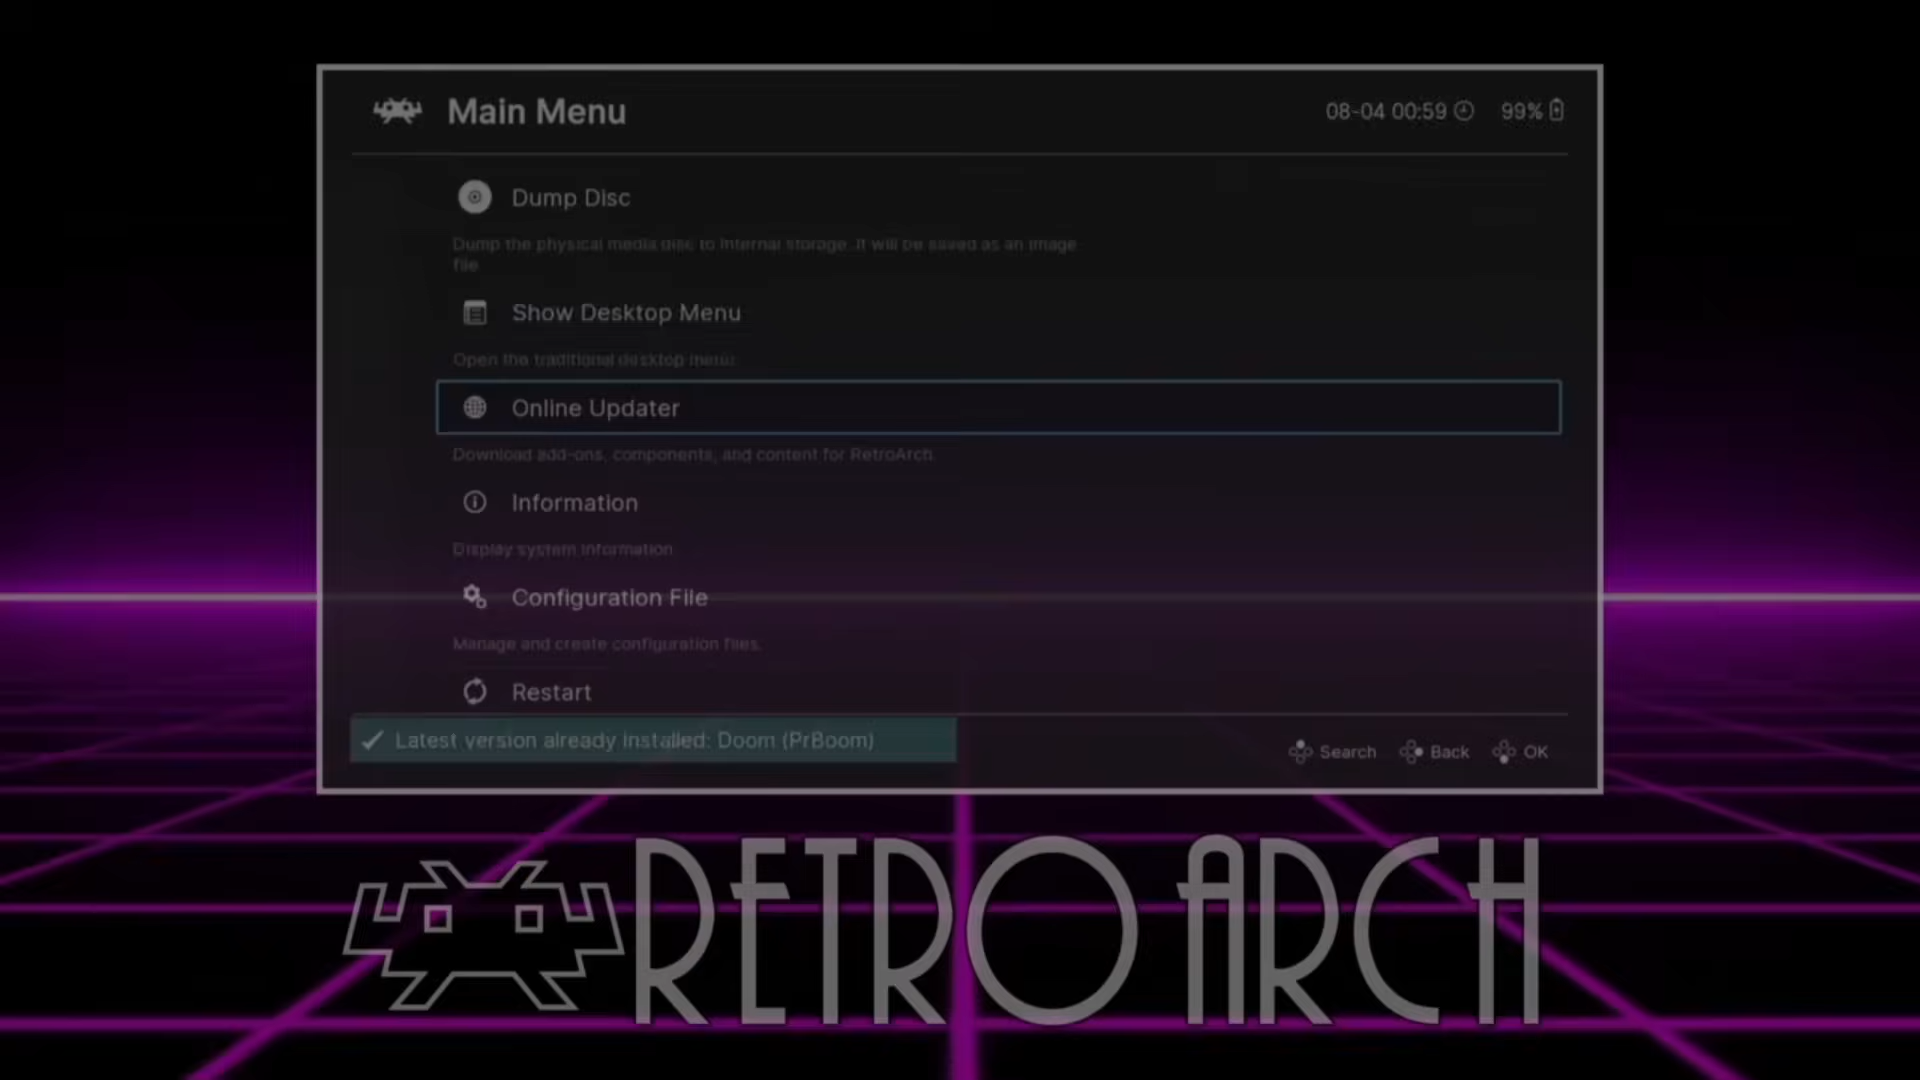 Main Menu
08-04 00:59
99%
Dump Disc
Dump the physical media disc to internal storage. It will be saved as an image
file
Show Desktop Menu
Open the traditional desktop menu.
Online Updater
Download add-ons, components, and content for RetroArch.
Information
Display system information
Configuration File
Manage and create configuration files.
Restart
Latest version already installed: Doom (PrBoom)
Search
Back
OK
RETROARCH